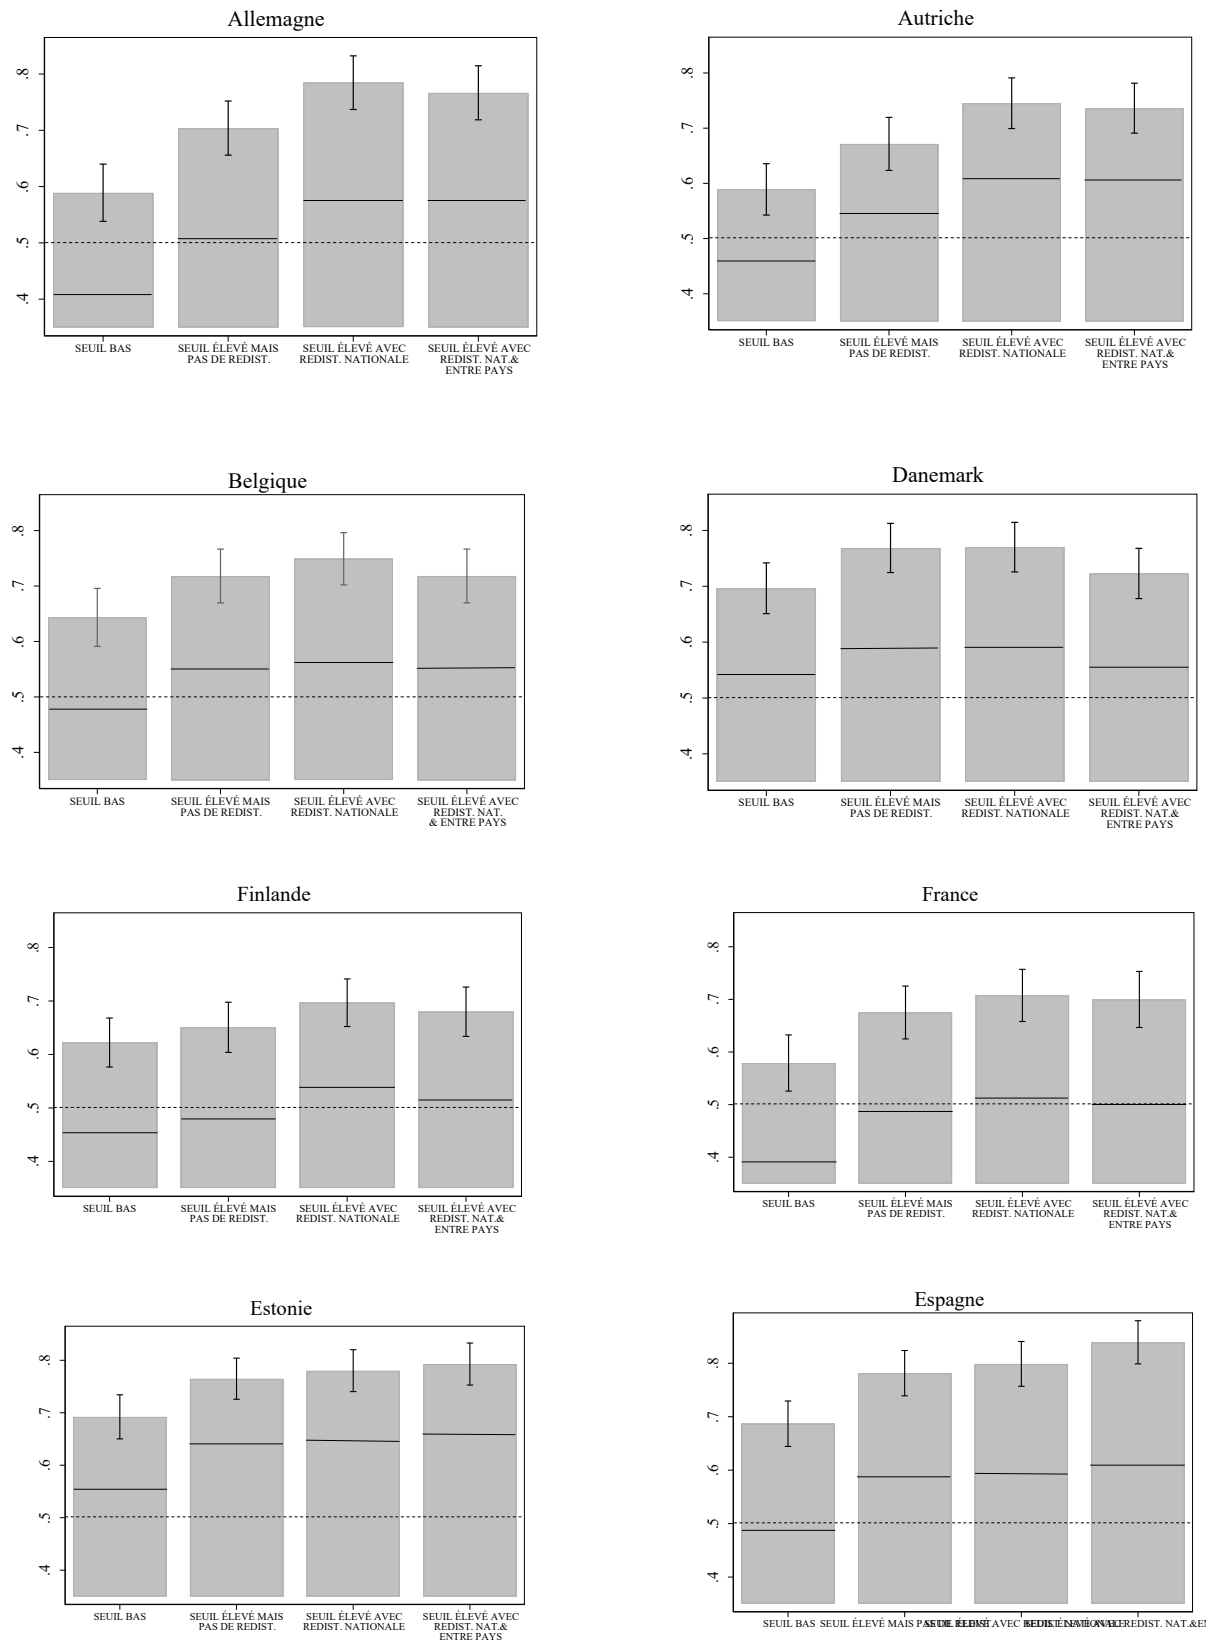 Allemagne
.8
.7
.6
.5
.4
SEUIL BAS
SEUIL ÉLEVÉ MAIS
PAS DE REDIST.
SEUIL ÉLEVÉ AVEC
REDIST. NATIONALE
SEUIL ÉLEVÉ AVEC
REDIST. NAT.&
ENTRE PAYS
Autriche
.8
.7
.6
.5
.4
SEUIL BAS
SEUIL ÉLEVÉ MAIS
PAS DE REDIST.
SEUIL ÉLEVÉ AVEC
REDIST. NATIONALE
SEUIL ÉLEVÉ AVEC
REDIST. NAT.&
ENTRE PAYS
Belgique
.8
.7
.6
.5
.4
SEUIL BAS
SEUIL ÉLEVÉ MAIS
PAS DE REDIST.
SEUIL ÉLEVÉ AVEC
REDIST. NATIONALE
SEUIL ÉLEVÉ AVEC
REDIST. NAT.
& ENTRE PAYS
Danemark
.8
.7
.6
.5
.4
SEUIL BAS
SEUIL ÉLEVÉ MAIS
PAS DE REDIST.
SEUIL ÉLEVÉ AVEC
REDIST. NATIONALE
SEUIL ÉLEVÉ AVEC
REDIST. NAT.&
ENTRE PAYS
Finlande
.8
.7
.6
.5
.4
SEUIL BAS
SEUIL ÉLEVÉ MAIS
PAS DE REDIST.
SEUIL ÉLEVÉ AVEC
REDIST. NATIONALE
SEUIL ÉLEVÉ AVEC
REDIST. NAT.&
ENTRE PAYS
France
.8
.7
.6
.5
.4
SEUIL BAS
SEUIL ÉLEVÉ MAIS
PAS DE REDIST.
SEUIL ÉLEVÉ AVEC
REDIST. NATIONALE
SEUIL ÉLEVÉ AVEC
REDIST. NAT.&
ENTRE PAYS
Estonie
.8
.7
.6
.5
.4
SEUIL BAS
SEUIL ÉLEVÉ MAIS
PAS DE REDIST.
SEUIL ÉLEVÉ AVEC
REDIST. NATIONALE
SEUIL ÉLEVÉ AVEC
REDIST. NAT.&
ENTRE PAYS
Espagne
.8
.7
.6
.5
.4
SEUIL BAS
SEUIL ÉLEVÉ MAIS
AVEC
REDIST. NAT.&